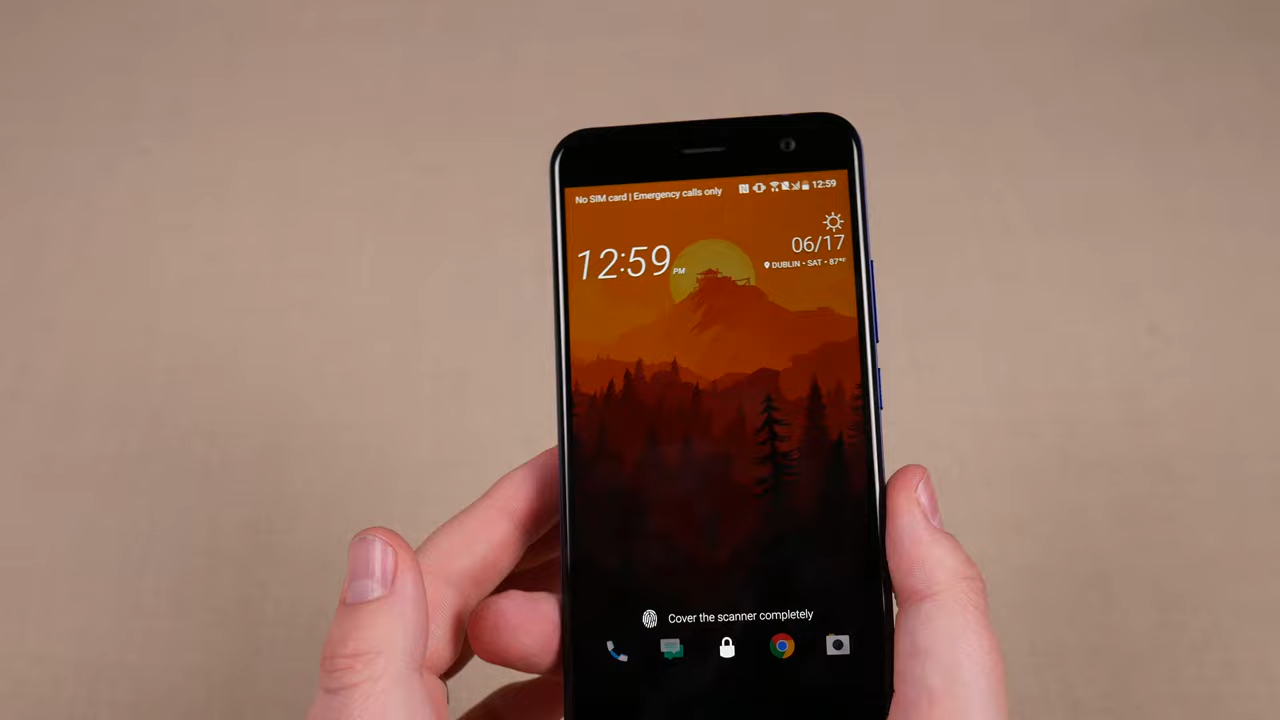 No SIM card | Emergency calls only 12:59
12:59 PM
06/17
DUBLIN • SAT • 87°F
Cover the scanner completely